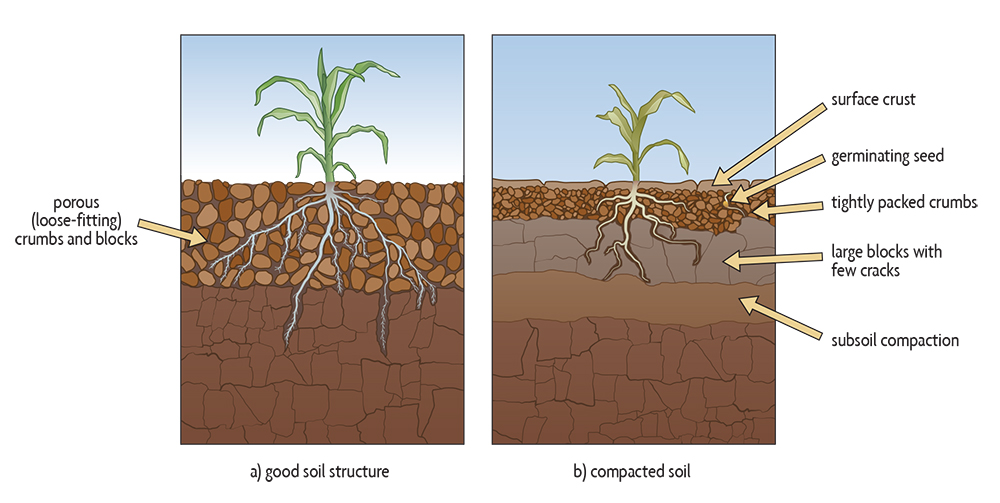 porous
(loose-fitting)
crumbs and blocks
surface crust
germinating seed
tightly packed crumbs
large blocks with
few cracks
subsoil compaction
a) good soil structure
b) compacted soil